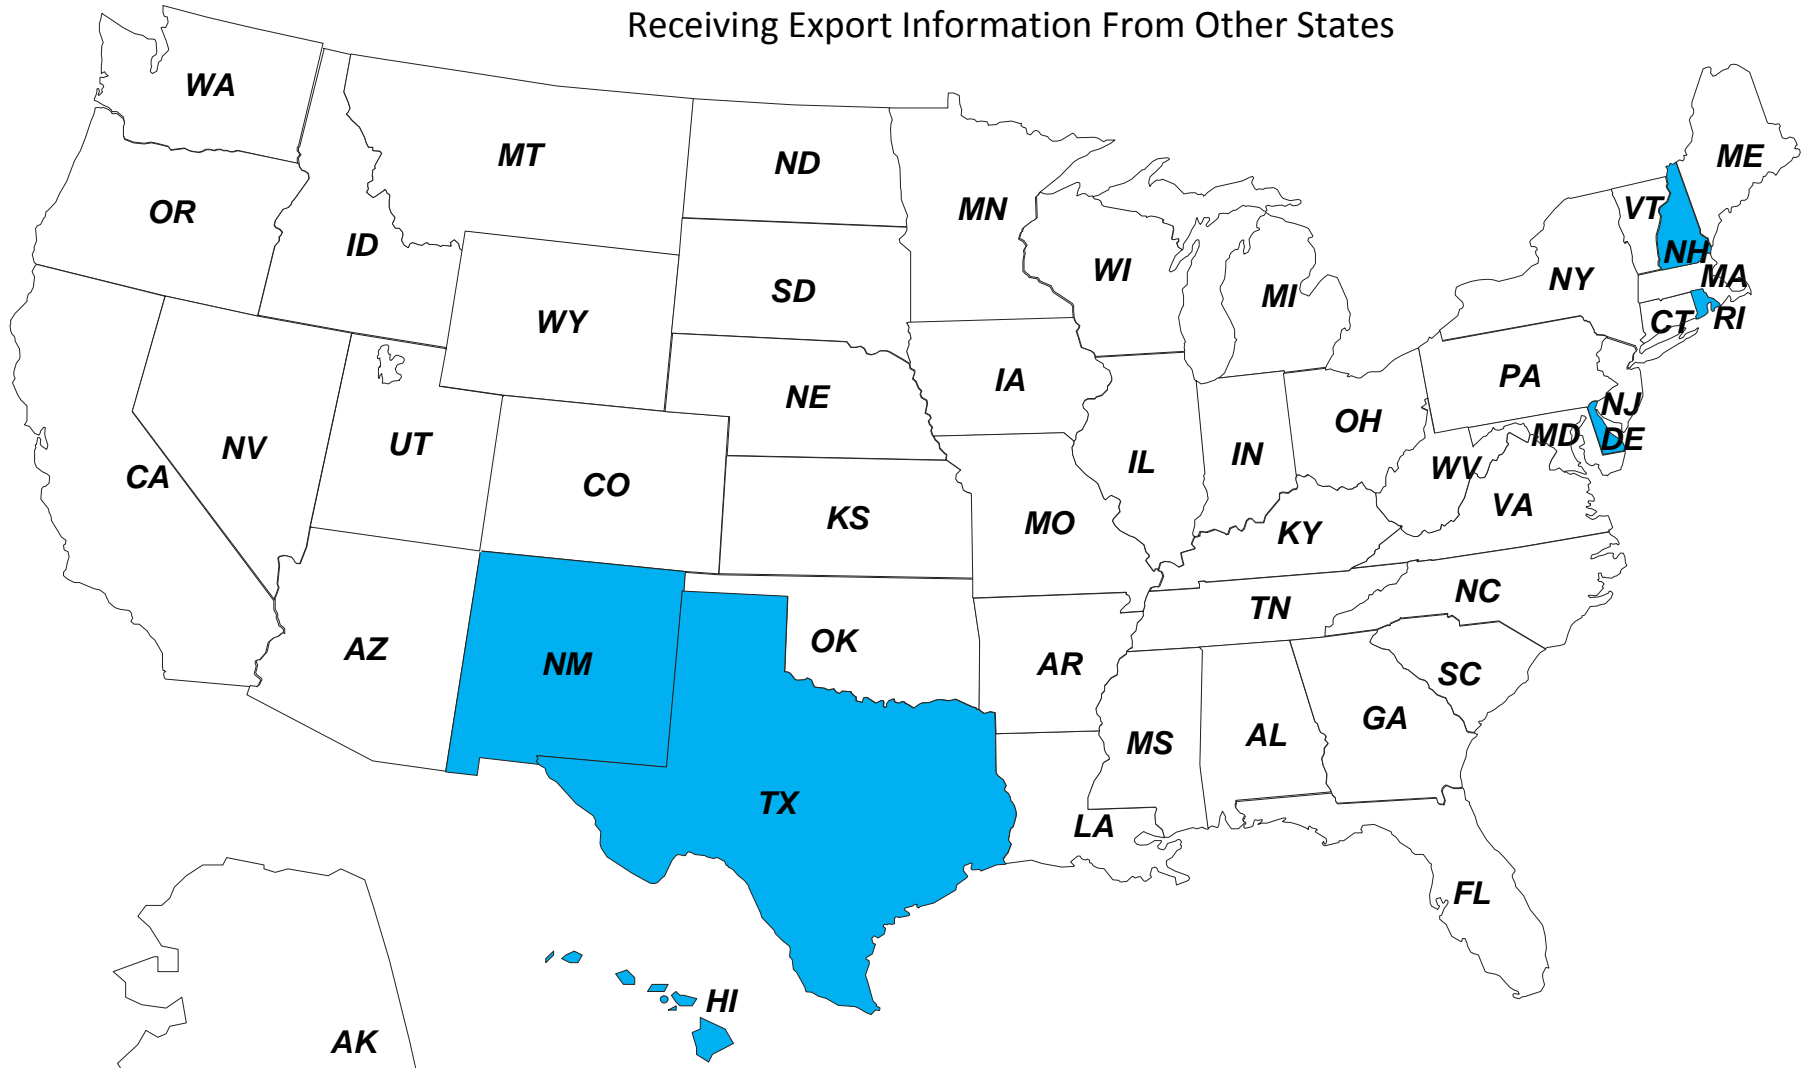 Receiving Export Information From Other States
WA
MT
ND
ME
OR
MN
VT
ID
NH
WI
NY
MA
SD
MI
WY
CT
RI
IA
PA
NE
NJ
OH
MD
DE
NV
UT
IN
IL
WV
CA
CO
VA
KS
MO
KY
NC
TN
AZ
OK
NM
AR
SC
GA
AL
MS
TX
LA
FL
HI
AK